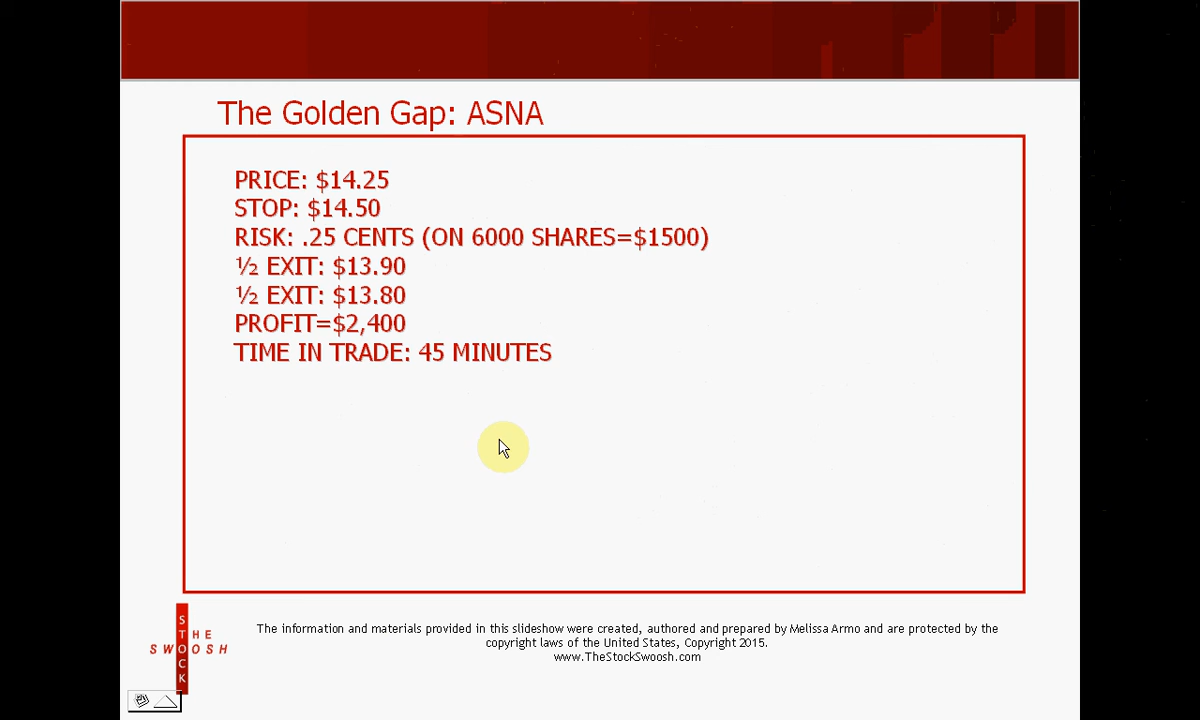 The Golden Gap: ASNA
PRICE: $14.25
STOP: $14.50
RISK: .25 CENTS (ON 6000 SHARES=$1500)
½ EXIT: $13.90
½ EXIT: $13.80
PROFIT=$2,400
TIME IN TRADE: 45 MINUTES
THE
STOCK
SWOOSH
The information and materials provided in this slideshow were created, authored and prepared by Melissa Armo and are protected by the
copyright laws of the United States, Copyright 2015.
www.TheStockSwoosh.com